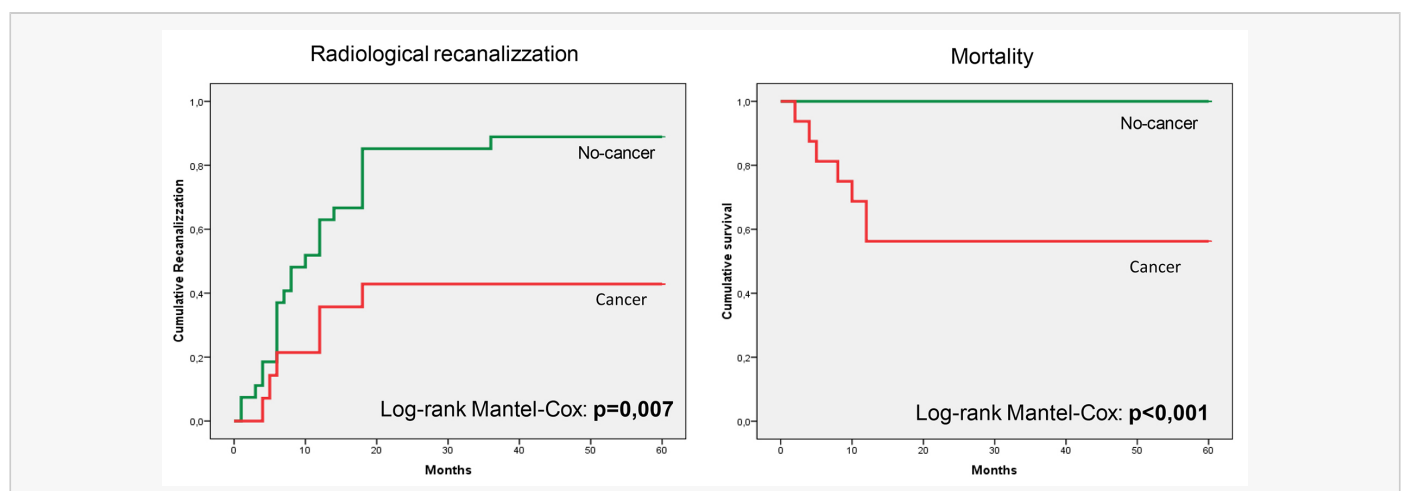 Radiological recanalizzation
Cumulative Recanalizzation
1,0
0,8
0,6
0,4
0,2
0,0
No-cancer
Cancer
Log-rank Mantel-Cox: p=0,007
0 10 20 30 40 50 60
Months
Mortality
Cumulative survival
1,0
0,8
0,6
0,4
0,2
0,0
No-cancer
Cancer
Log-rank Mantel-Cox: p<0,001
0 10 20 30 40 50 60
Months